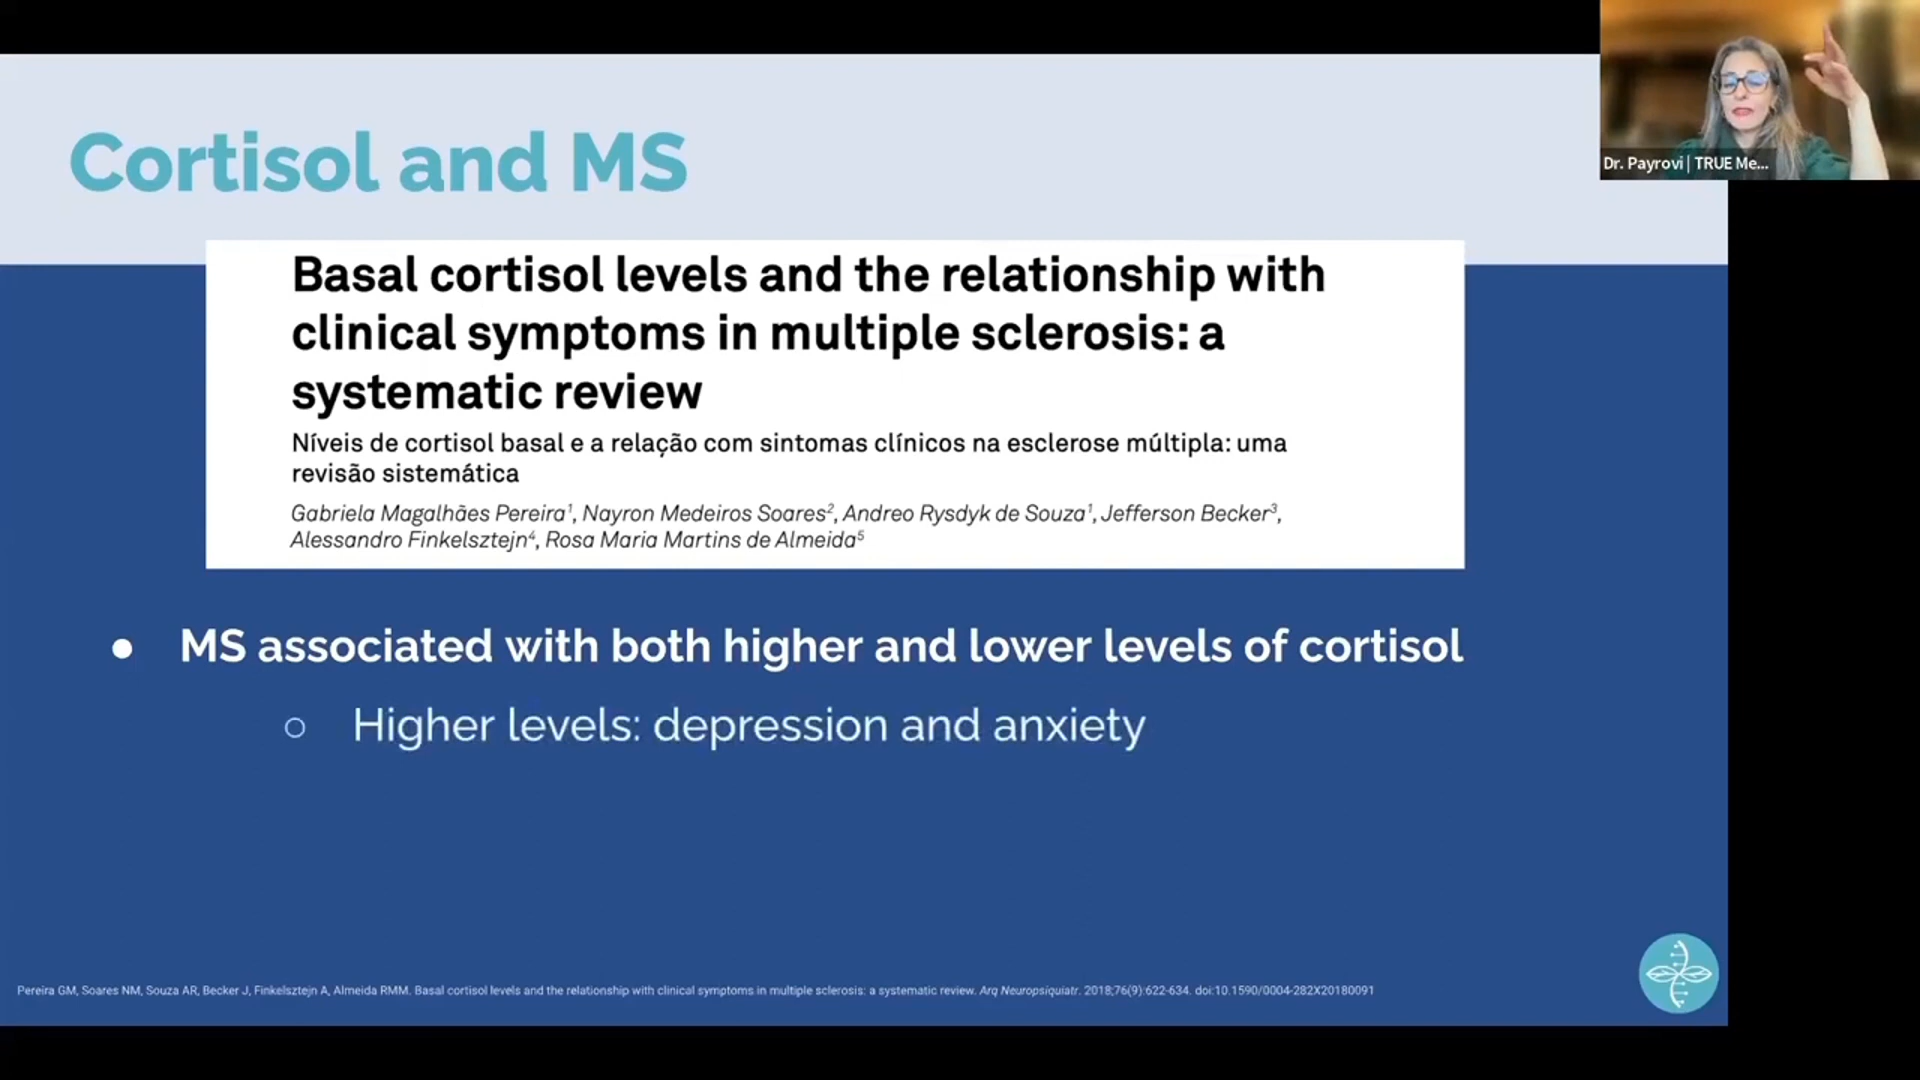 Cortisol and MS
Dr. Payrovi | TRUE Me...
Basal cortisol levels and the relationship with
clinical symptoms in multiple sclerosis: a
systematic review
Níveis de cortisol basal e a relação com sintomas clínicos na esclerose múltipla: uma
revisão sistemática
Gabriela Magalhães Pereira¹, Nayron Medeiros Soares², Andreo Rysdyk de Souza¹, Jefferson Becker³,
Alessandro Finkelsztejn⁴, Rosa Maria Martins de Almeida⁵
● MS associated with both higher and lower levels of cortisol
○ Higher levels: depression and anxiety
Pereira GM, Soares NM, Souza AR, Becker J, Finkelsztejn A, Almeida RMM. Basal cortisol levels and the relationship with clinical symptoms in multiple sclerosis: a systematic review. Arq Neuropsiquiatr. 2018;76(9):622-634. doi:10.1590/0004-282X20180091